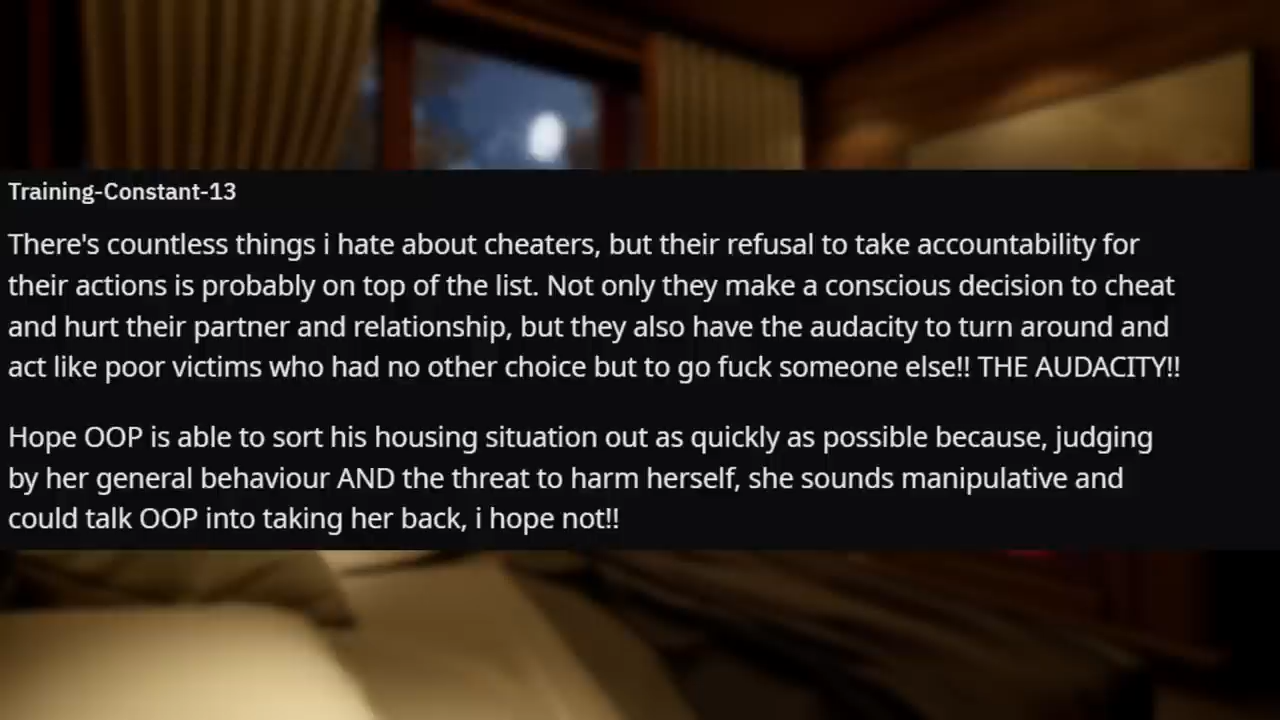 Training-Constant-13
There's countless things i hate about cheaters, but their refusal to take accountability for
their actions is probably on top of the list. Not only they make a conscious decision to cheat
and hurt their partner and relationship, but they also have the audacity to turn around and
act like poor victims who had no other choice but to go fuck someone else!! THE AUDACITY!!
Hope OOP is able to sort his housing situation out as quickly as possible because, judging
by her general behaviour AND the threat to harm herself, she sounds manipulative and
could talk OOP into taking her back, i hope not!!